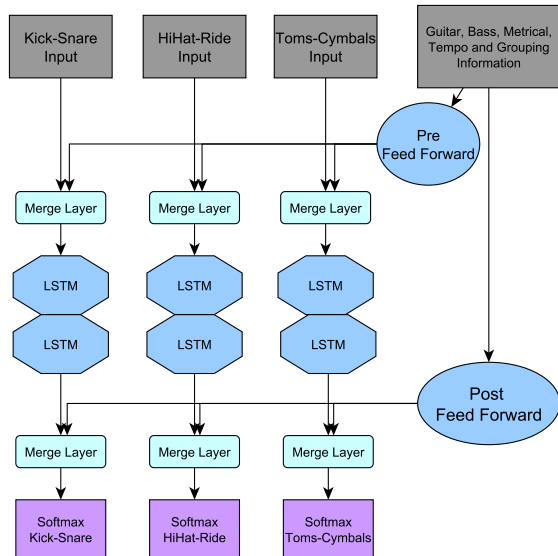 Kick-Snare
Input
HiHat-Ride
Input
Toms-Cymbals
Input
Guitar, Bass, Metrical,
Tempo and Grouping
Information
Pre
Feed Forward
Merge Layer
Merge Layer
Merge Layer
LSTM
LSTM
LSTM
LSTM
LSTM
LSTM
Post
Feed Forward
Merge Layer
Merge Layer
Merge Layer
Softmax
Kick-Snare
Softmax
HiHat-Ride
Softmax
Toms-Cymbals